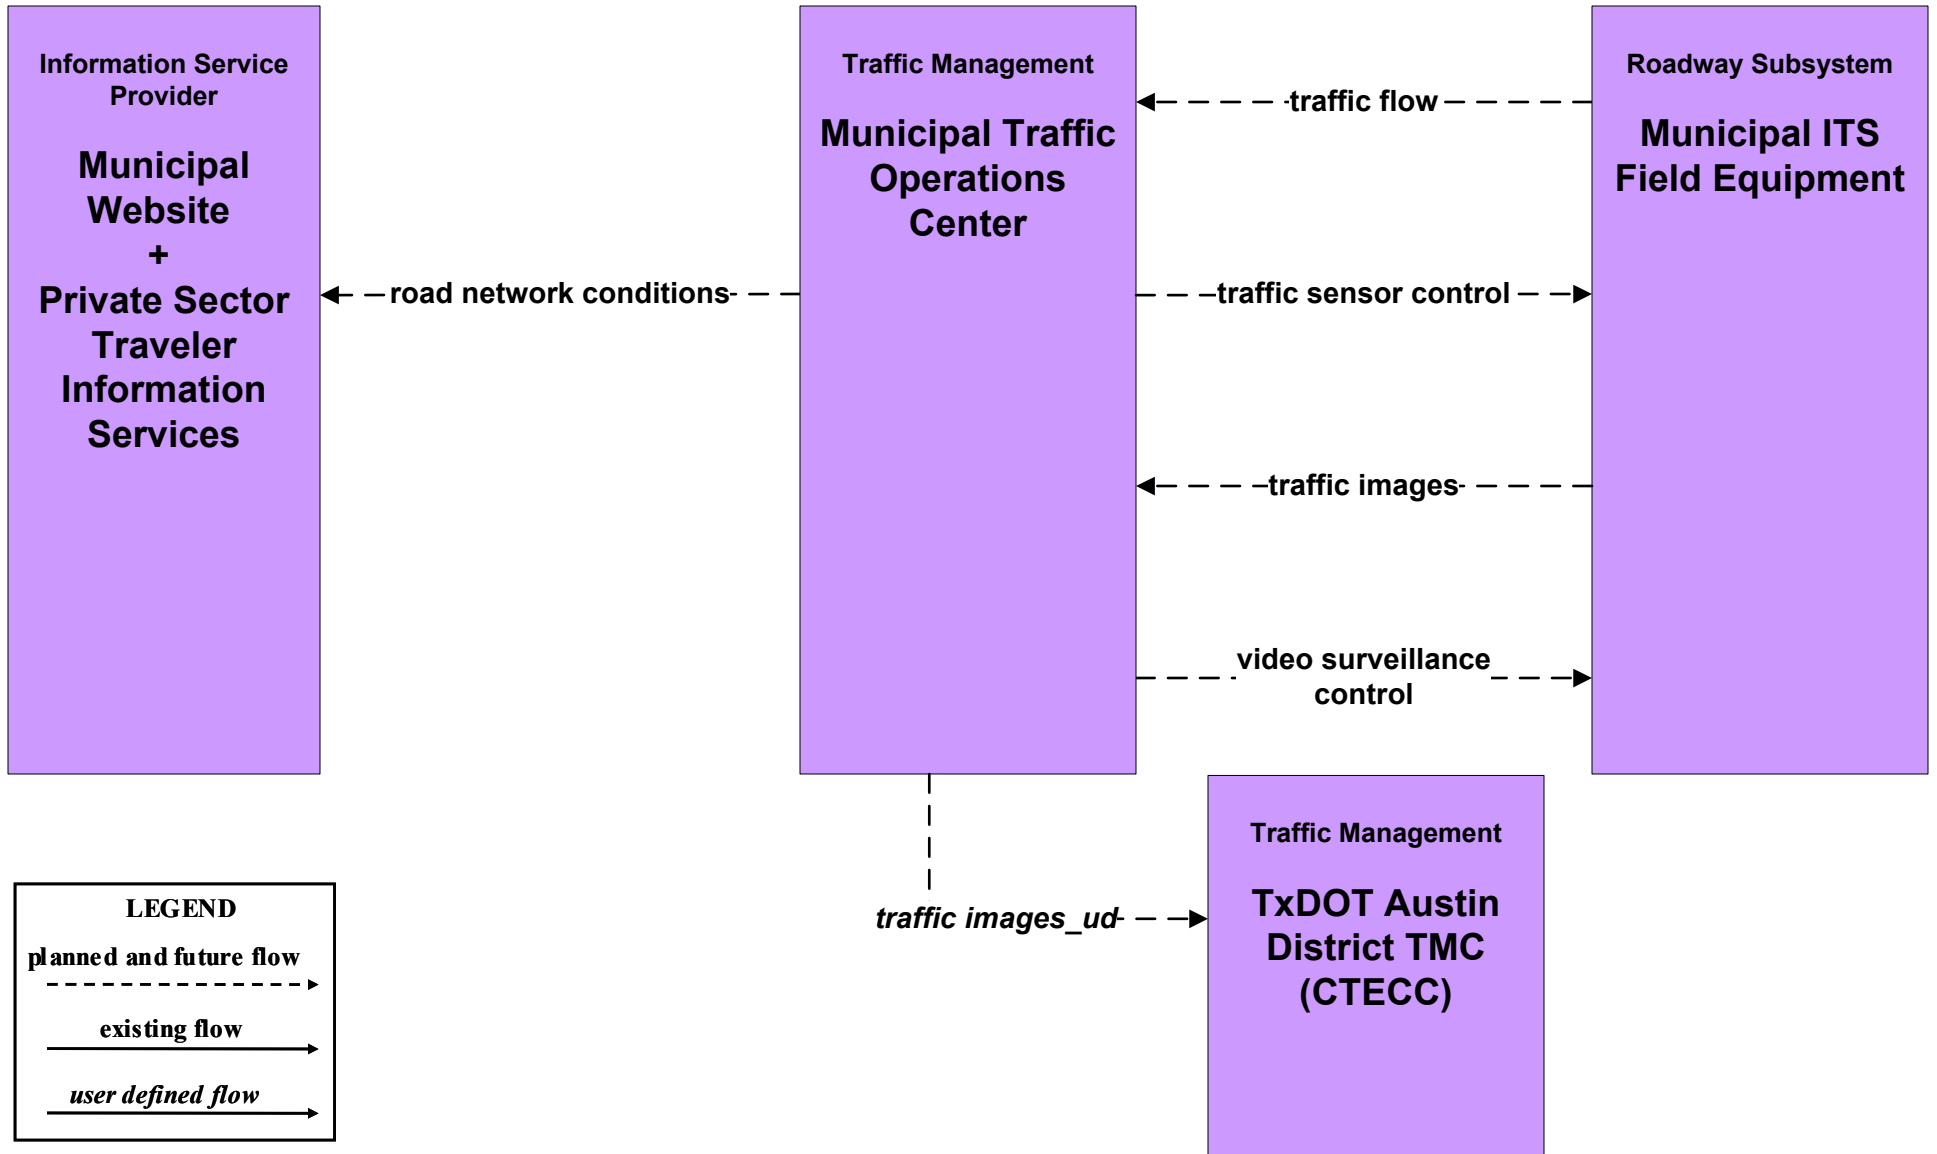 Information Service
Provider
Municipal
Website
+
Private Sector
Traveler
Information
Services
road network conditions
Traffic Management
Municipal Traffic
Operations
Center
traffic flow
traffic sensor control
traffic images
video surveillance
control
Roadway Subsystem
Municipal ITS
Field Equipment
traffic images_ud
Traffic Management
TxDOT Austin
District TMC
(CTECC)
LEGEND
planned and future flow
existing flow
user defined flow